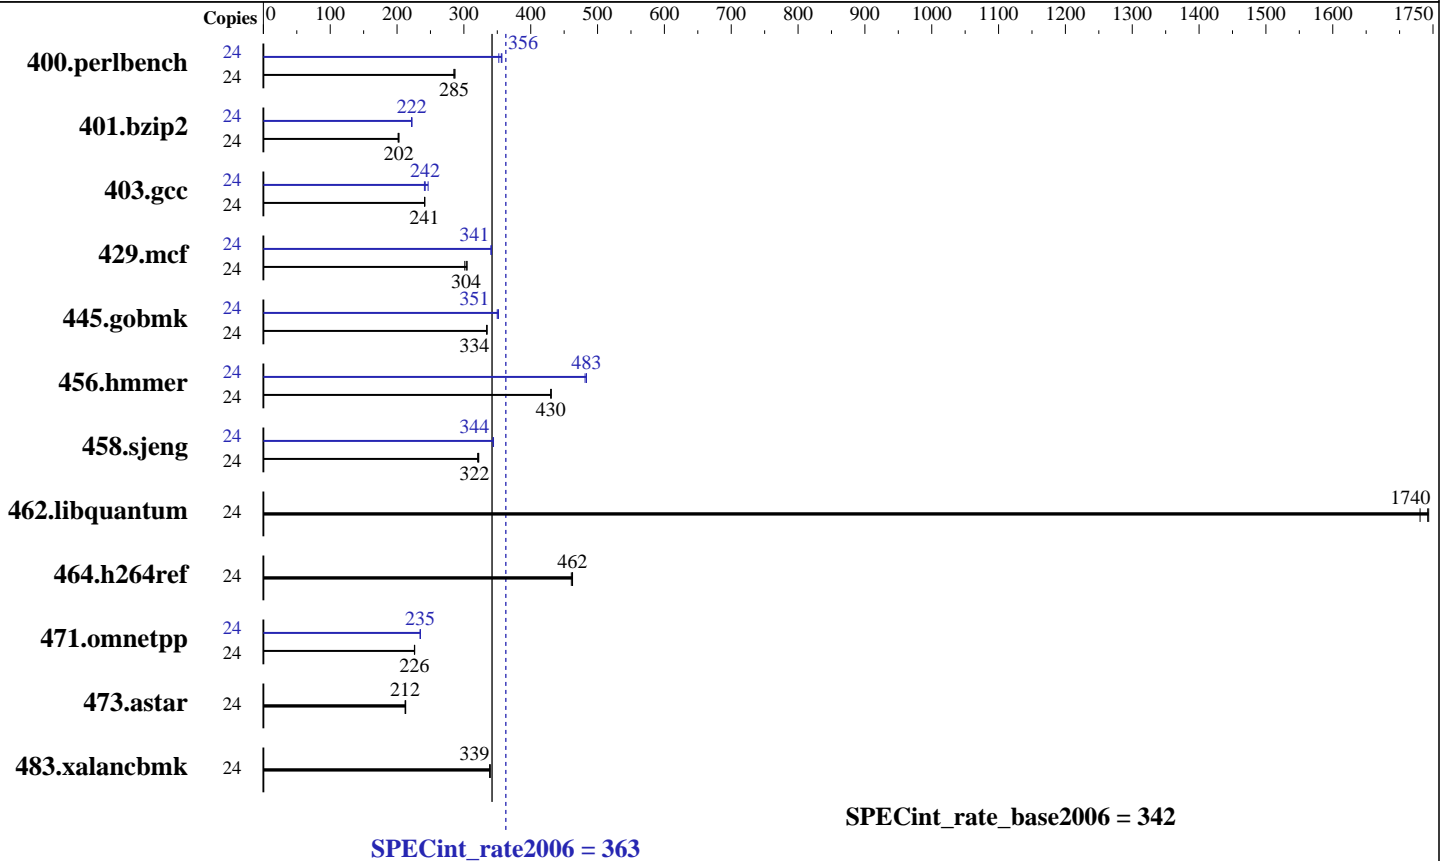 Copies 0 100 200 300 400 500 600 700 800 900 1000 1100 1200 1300 1400 1500 1600 1750
400.perlbench 24 356
24 285
401.bzip2 24 222
24 202
403.gcc 24 242
24 241
429.mcf 24 341
24 304
445.gobmk 24 351
24 334
456.hmmer 24 483
24 430
458.sjeng 24 344
24 322
462.libquantum 24 1740
464.h264ref 24 462
471.omnetpp 24 235
24 226
473.astar 24 212
483.xalancbmk 24 339
SPECint_rate_base2006 = 342
SPECint_rate2006 = 363